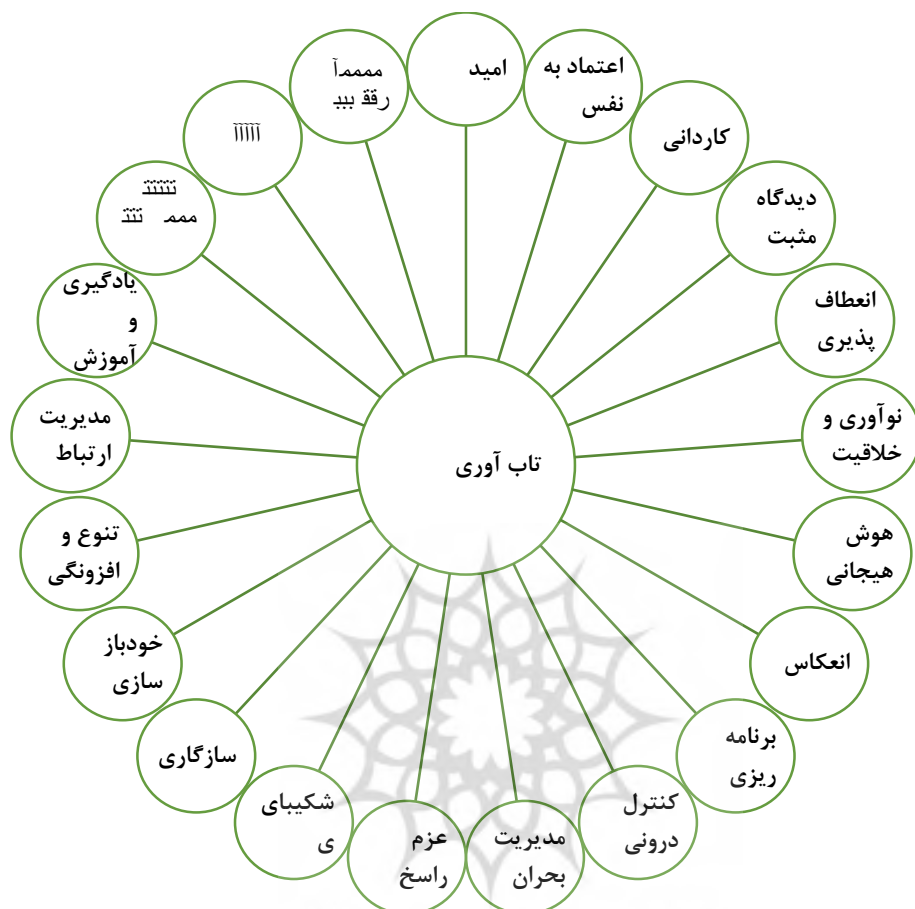 امید
اعتماد به
نفس
کاردانی
دیدگاه
مثبت
انعطاف
پذیری
نوآوری و
خلاقیت
هوش
هیجانی
انعکاس
برنامه
ریزی
کنترل
درونی
مدیریت
بحران
عزم
راسخ
شکیبای
ی
سازگاری
خودباز
سازی
تنوع و
افزونگی
مدیریت
ارتباط
یادگیری
و
آموزش
تاب آوری